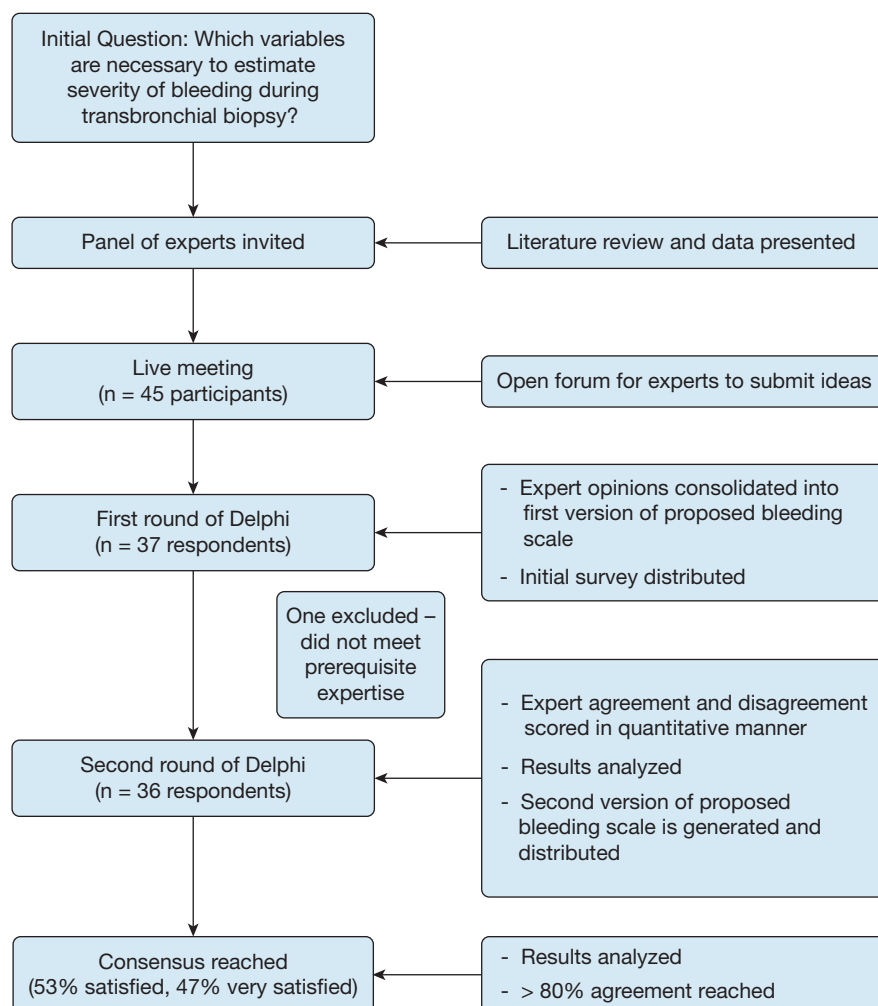 Initial Question: Which variables
are necessary to estimate
severity of bleeding during
transbronchial biopsy?
Panel of experts invited
Literature review and data presented
Live meeting
(n = 45 participants)
Open forum for experts to submit ideas
First round of Delphi
(n = 37 respondents)
- Expert opinions consolidated into
first version of proposed bleeding
scale
- Initial survey distributed
One excluded –
did not meet
prerequisite
expertise
Second round of Delphi
(n = 36 respondents)
- Expert agreement and disagreement
scored in quantitative manner
- Results analyzed
- Second version of proposed
bleeding scale is generated and
distributed
Consensus reached
(53% satisfied, 47% very satisfied)
- Results analyzed
- > 80% agreement reached